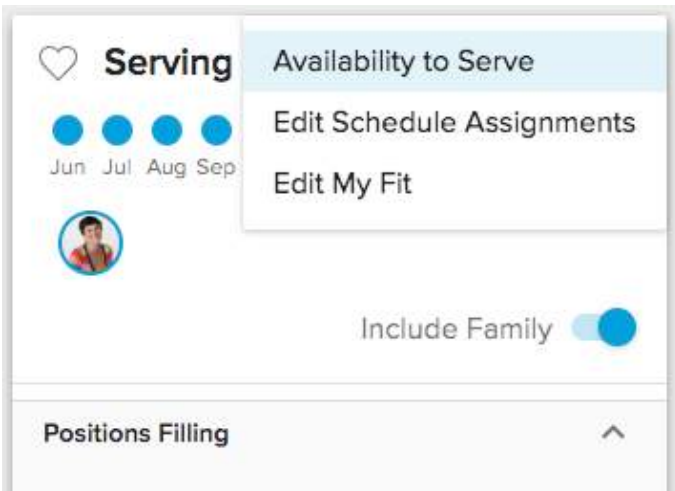 Serving
Availability to Serve
Edit Schedule Assignments
Edit My Fit
Jun Jul Aug Sep
Include Family
Positions Filling